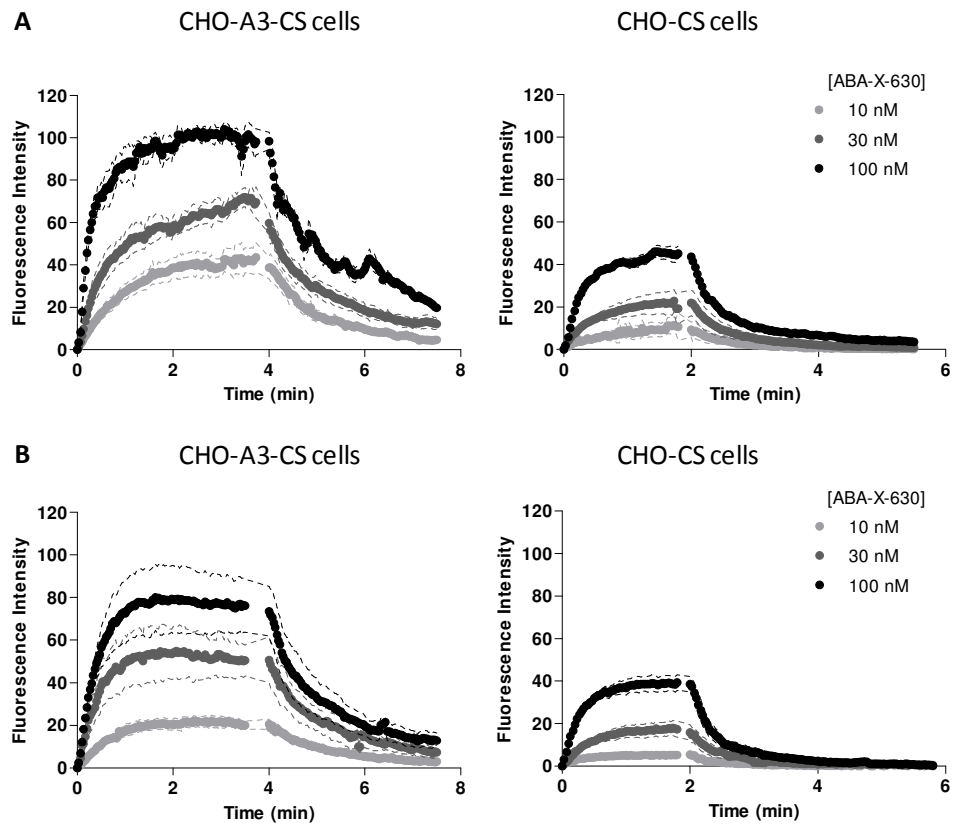 A
CHO-A3-CS cells
CHO-CS cells
[ABA-X-630]
10 nM
30 nM
100 nM
Fluorescence Intensity
120
100
80
60
40
20
0
0 2 4 6 8
Time (min)
Fluorescence Intensity
120
100
80
60
40
20
0
0 2 4 6
Time (min)
B
CHO-A3-CS cells
CHO-CS cells
[ABA-X-630]
10 nM
30 nM
100 nM
Fluorescence Intensity
120
100
80
60
40
20
0
0 2 4 6 8
Time (min)
Fluorescence Intensity
120
100
80
60
40
20
0
0 2 4 6
Time (min)